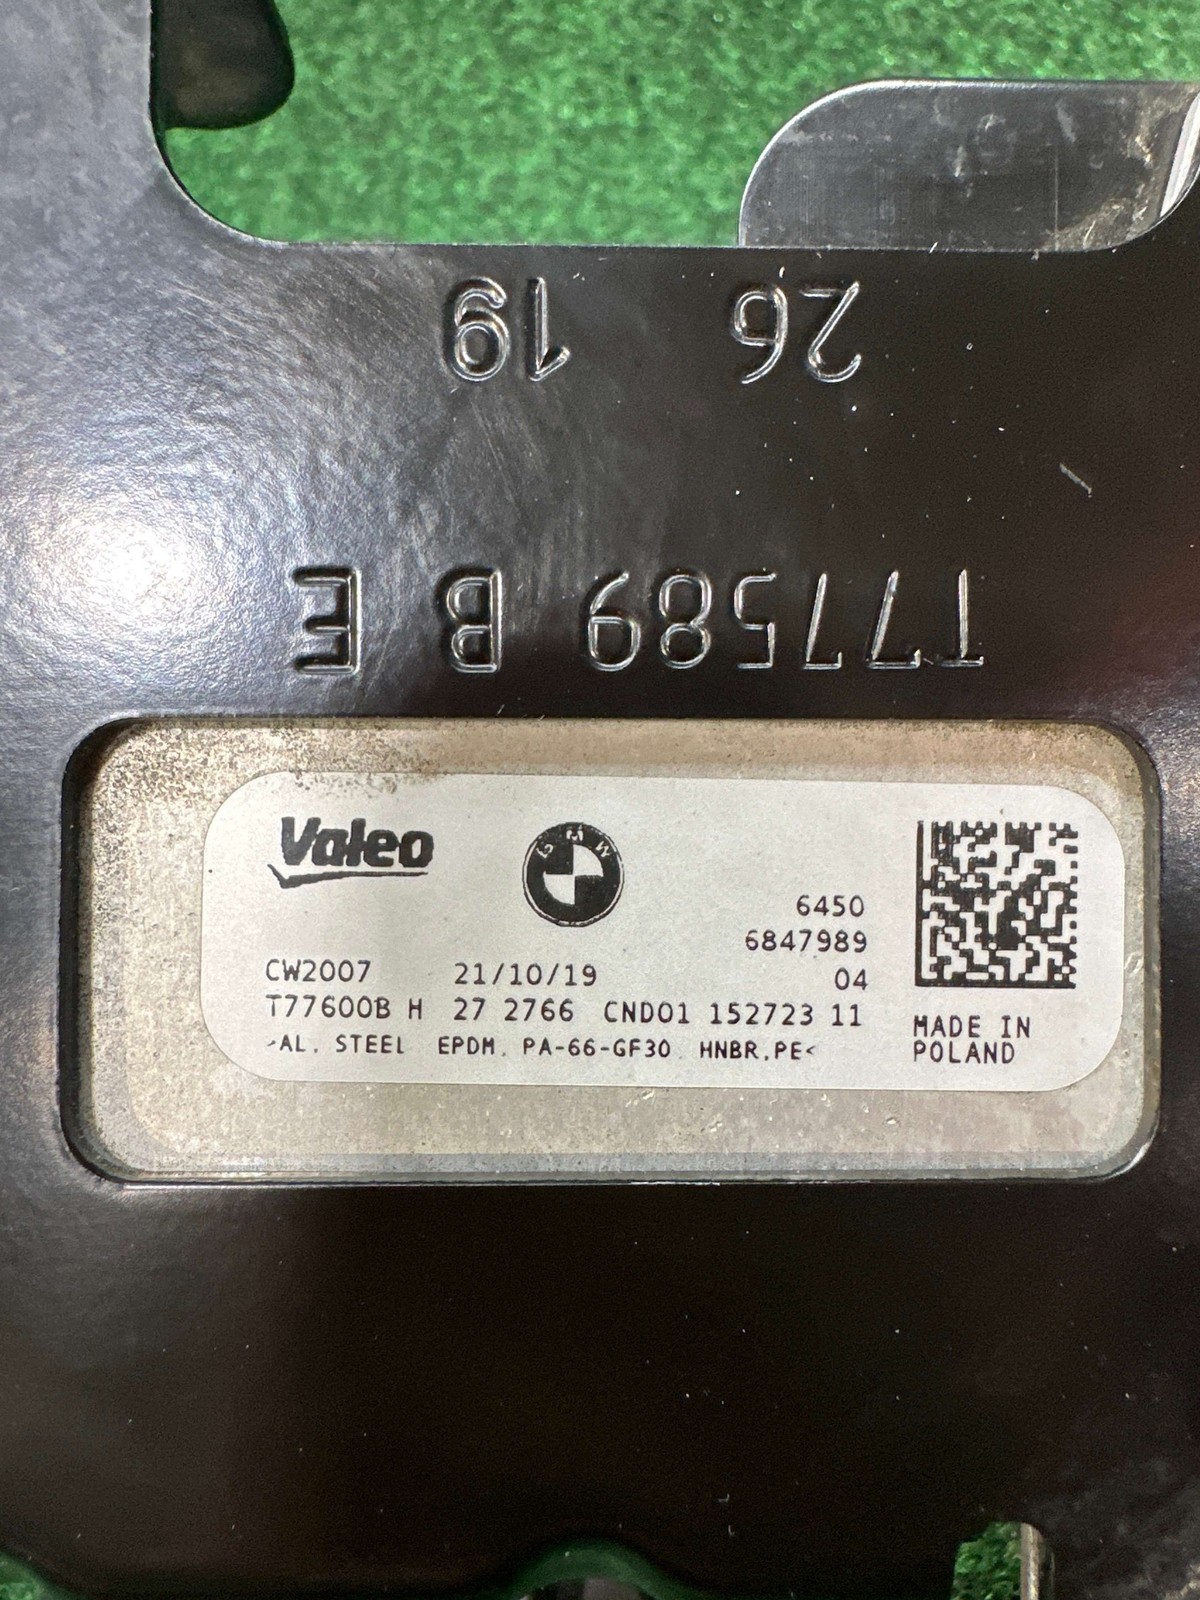 26 19
T77589 B E
Valeo
BMW
6450
6847989
CW2007 21/10/19 04
T77600B H 27 2766 CND01 152723 11
>AL. STEEL EPDM. PA-66-GF30 HNBR.PE<
MADE IN
POLAND